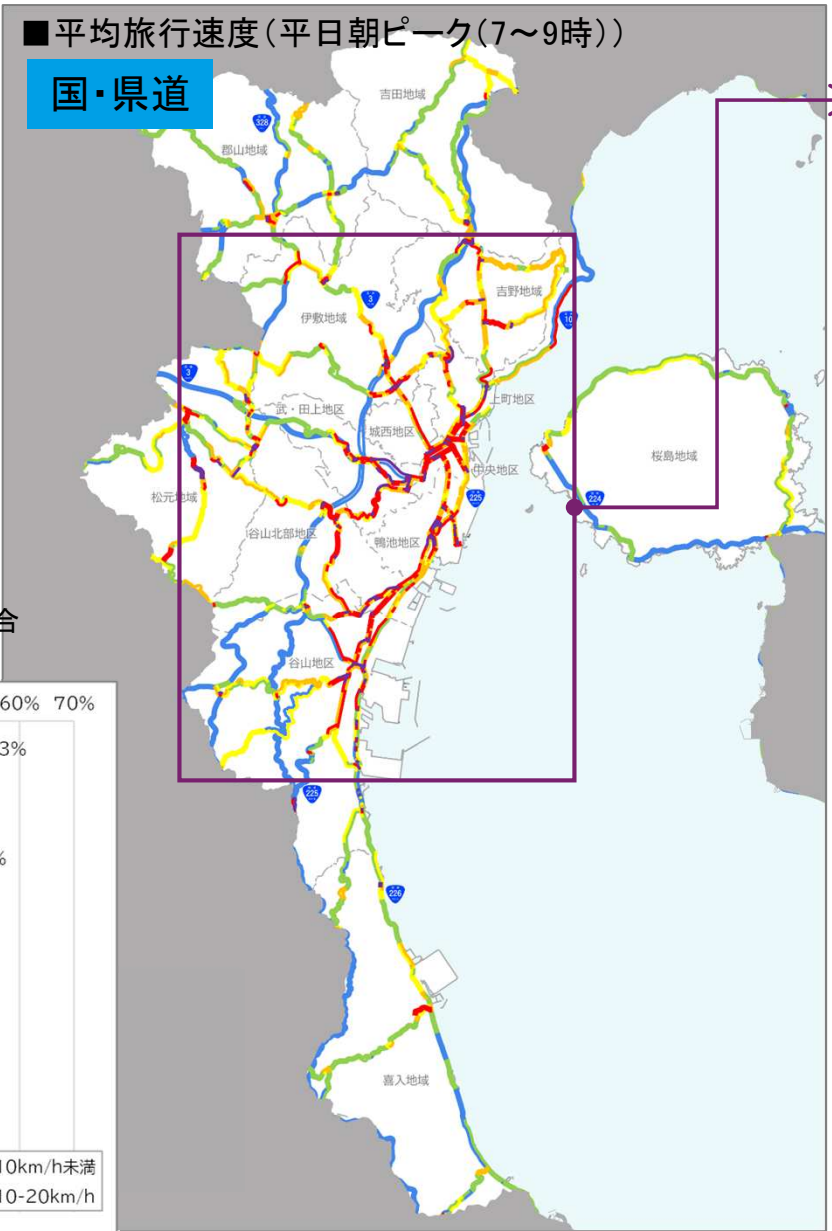 ■平均旅行速度(平日朝ピーク(7～9時))
国・県道
吉田地域
328
郡山地域
3
吉野地域
伊敷地域
10
3
上町地区
武・田上地区
城西地区
桜島地域
中央地区
松元地域
225
224
谷山北部地区
鴨池地区
合
谷山地区
60% 70%
3%
225
%
226
喜入地域
10km/h未満
10-20km/h